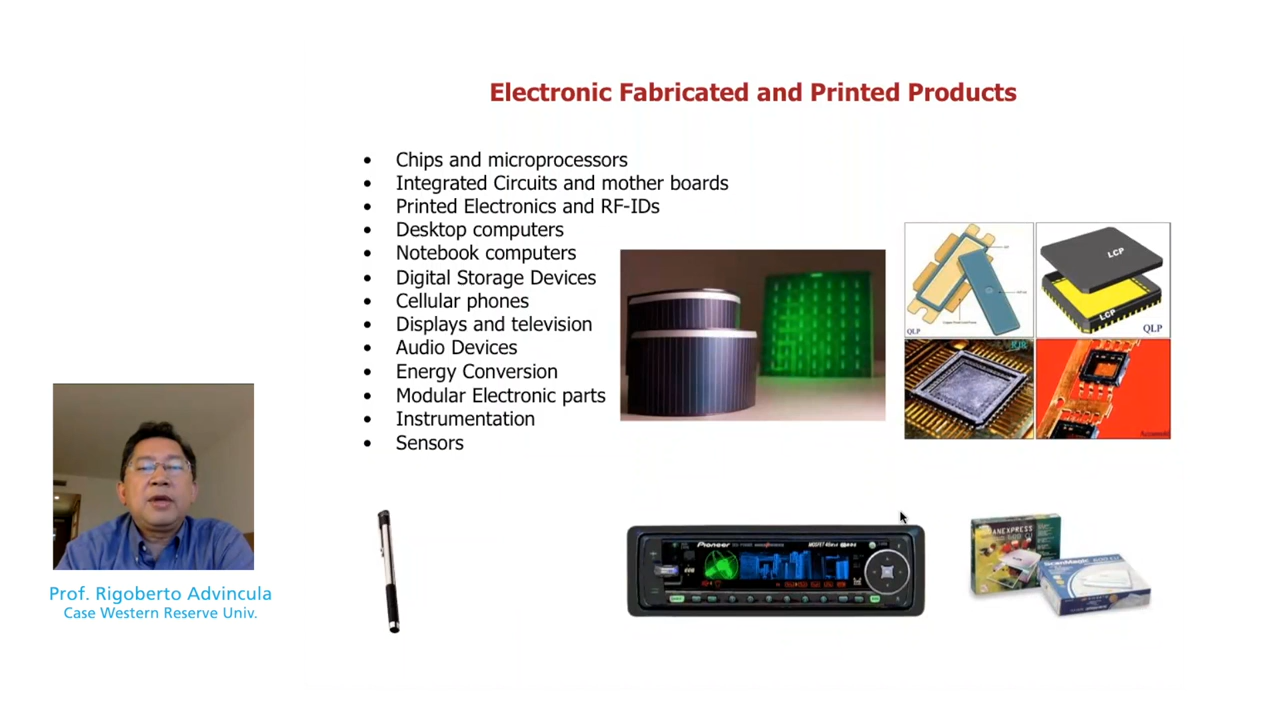 Electronic Fabricated and Printed Products
• Chips and microprocessors
• Integrated Circuits and mother boards
• Printed Electronics and RF-IDs
• Desktop computers
• Notebook computers
• Digital Storage Devices
• Cellular phones
• Displays and television
• Audio Devices
• Energy Conversion
• Modular Electronic parts
• Instrumentation
• Sensors
QLP
LCP
LCP
QLP
RJR
Pioneer
Prof. Rigoberto Advincula
Case Western Reserve Univ.